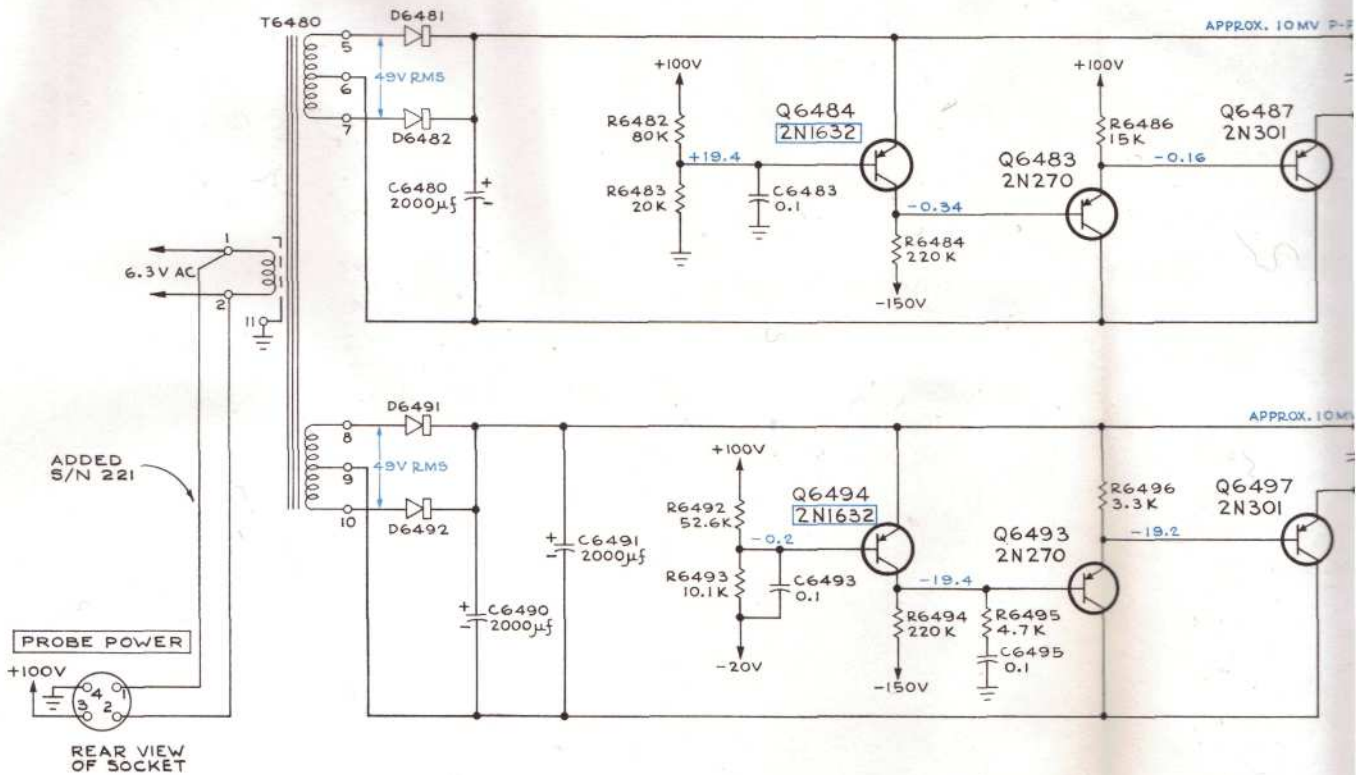 T6480
D6481
5
49V RMS
6
7
D6482
C6480
2000µf
+
-
+100V
R6482
80K
+19.4
R6483
20K
C6483
0.1
Q6484
2N1632
-0.34
R6484
220K
-150V
Q6483
2N270
+100V
R6486
15K
-0.16
Q6487
2N301
APPROX. 10MV P-P
1
6.3V AC
2
11
D6491
8
49V RMS
9
10
D6492
ADDED
S/N 221
+
-
C6491
2000µf
+
-
C6490
2000µf
+100V
R6492
52.6K
-0.2
R6493
10.1K
C6493
0.1
-20V
Q6494
2N1632
-19.4
R6494
220K
-150V
R6495
4.7K
C6495
0.1
Q6493
2N270
R6496
3.3K
-19.2
Q6497
2N301
APPROX. 10MV
PROBE POWER
+100V
4
1
3
2
REAR VIEW
OF SOCKET